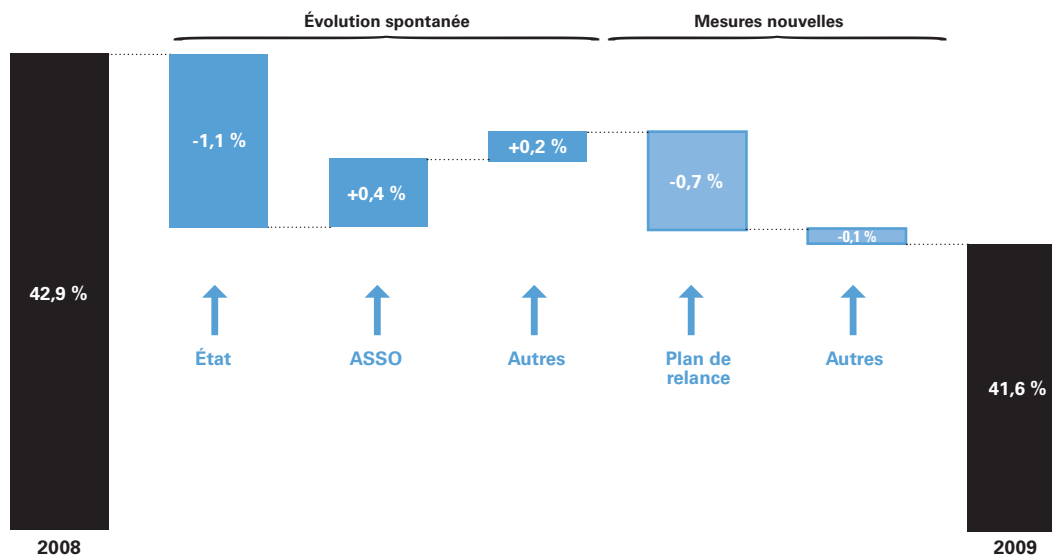 Évolution spontanée
Mesures nouvelles
-1,1 %
+0,4 %
+0,2 %
-0,7 %
-0,1 %
42,9 %
41,6 %
État
ASSO
Autres
Plan de
relance
Autres
2008
2009